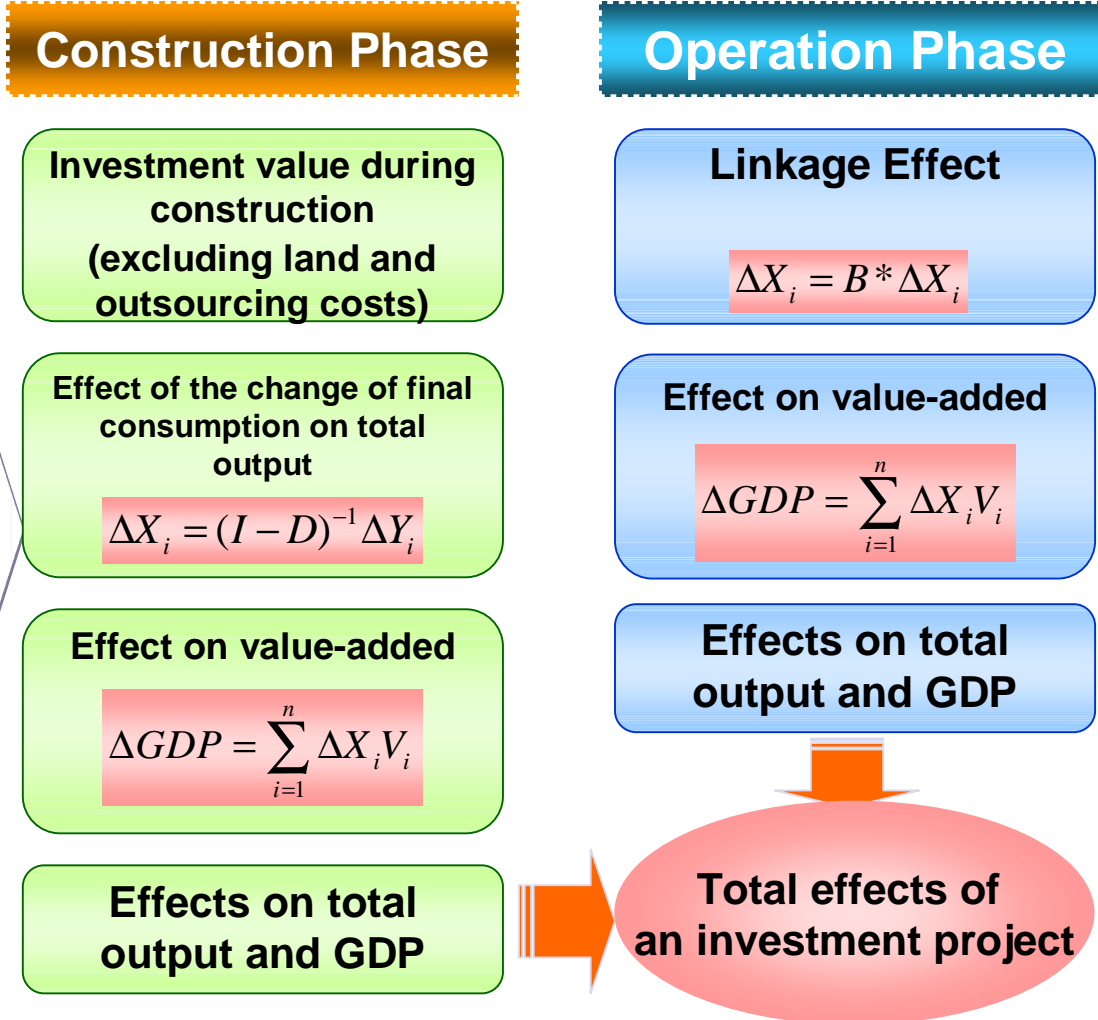 Construction Phase
Investment value during
construction
(excluding land and
outsourcing costs)
Effect of the change of final
consumption on total
output
ΔX_i = (I − D)^{−1} ΔY_i
Effect on value-added
ΔGDP = ∑_{i=1}^{n} ΔX_i V_i
Effects on total
output and GDP
Operation Phase
Linkage Effect
ΔX_i = B * ΔX_i
Effect on value-added
ΔGDP = ∑_{i=1}^{n} ΔX_i V_i
Effects on total
output and GDP
Total effects of
an investment project